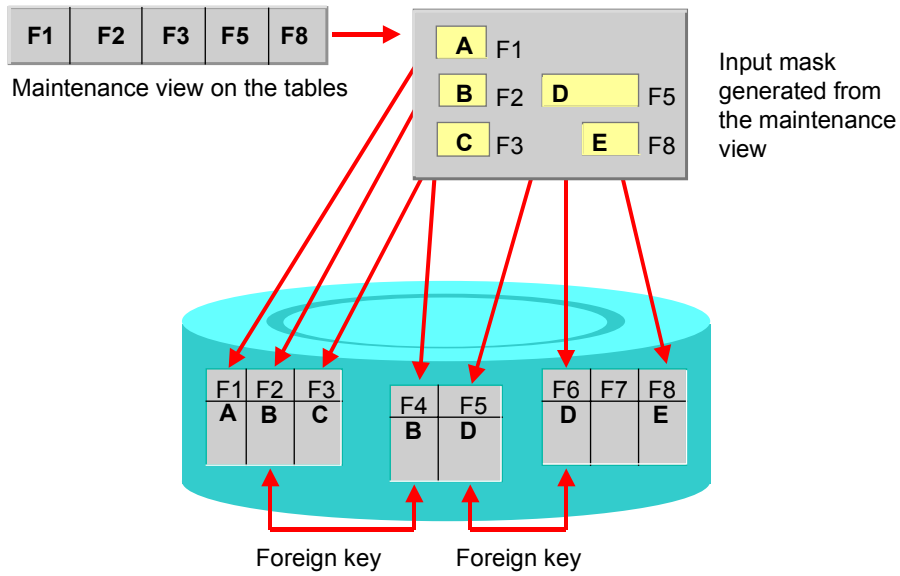 F1 F2 F3 F5 F8
Maintenance view on the tables
A F1
B F2 D F5
C F3 E F8
Input mask
generated from
the maintenance
view
F1 F2 F3
A B C
F4 F5
B D
F6 F7 F8
D E
Foreign key
Foreign key